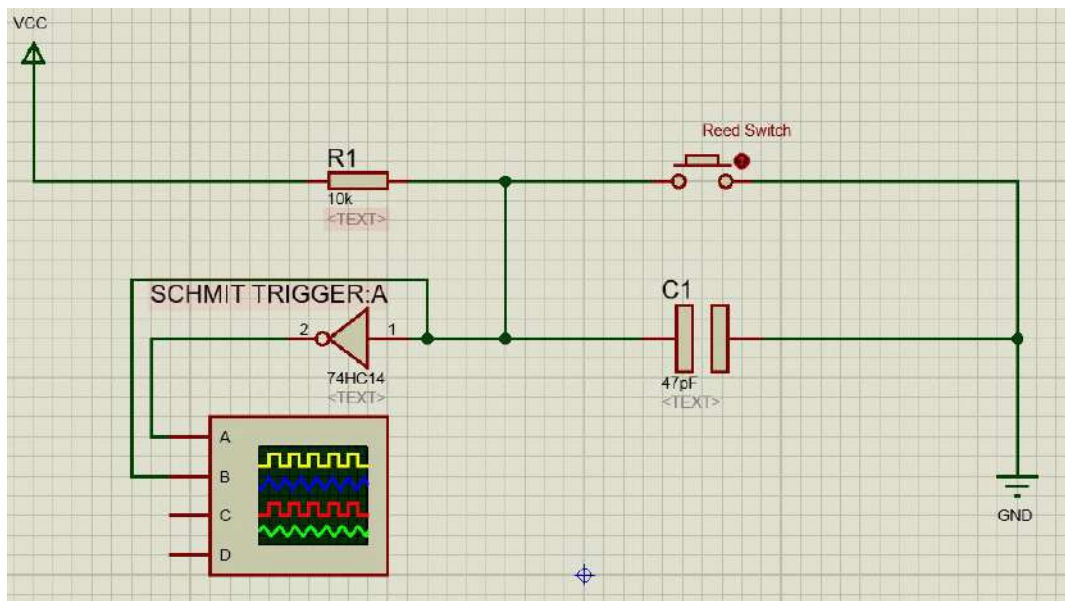 VCC
Reed Switch
R1
10k
<TEXT>
SCHMIT TRIGGER:A
2
1
74HC14
<TEXT>
C1
47pF
<TEXT>
A
B
C
D
GND